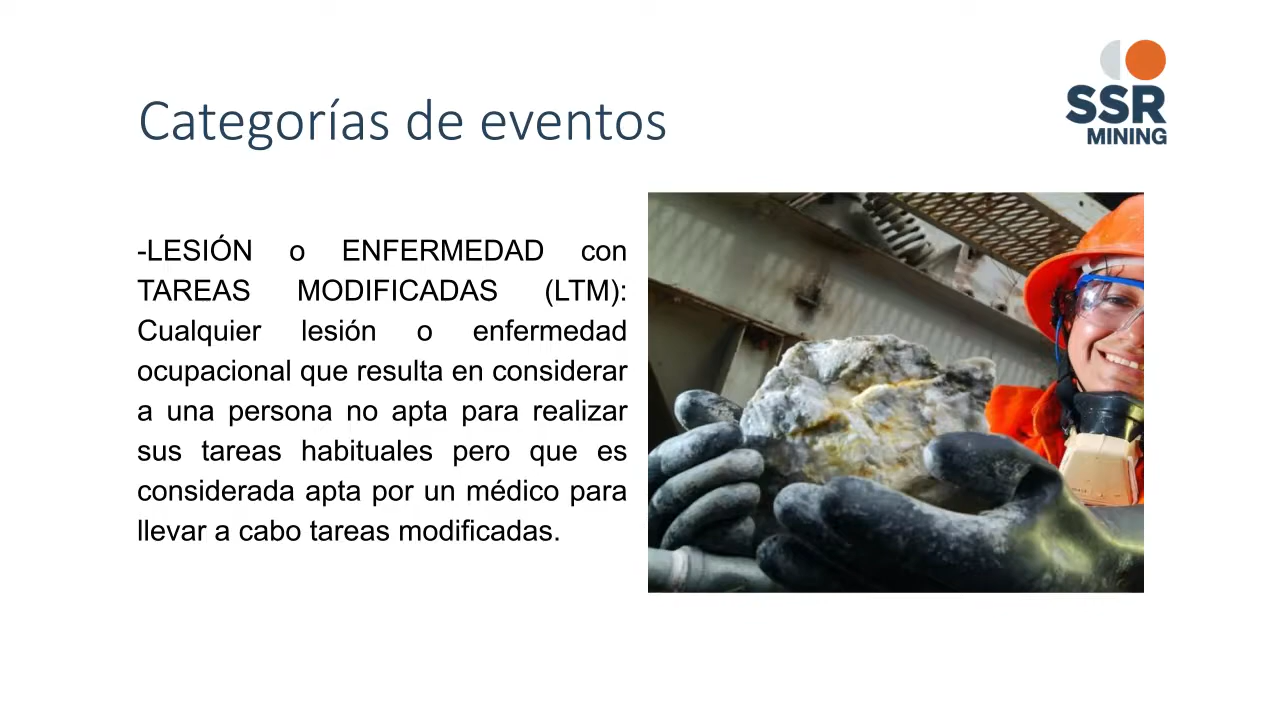 SSR
MINING
Categorías de eventos
-LESIÓN o ENFERMEDAD con
TAREAS MODIFICADAS (LTM):
Cualquier lesión o enfermedad
ocupacional que resulta en considerar
a una persona no apta para realizar
sus tareas habituales pero que es
considerada apta por un médico para
llevar a cabo tareas modificadas.